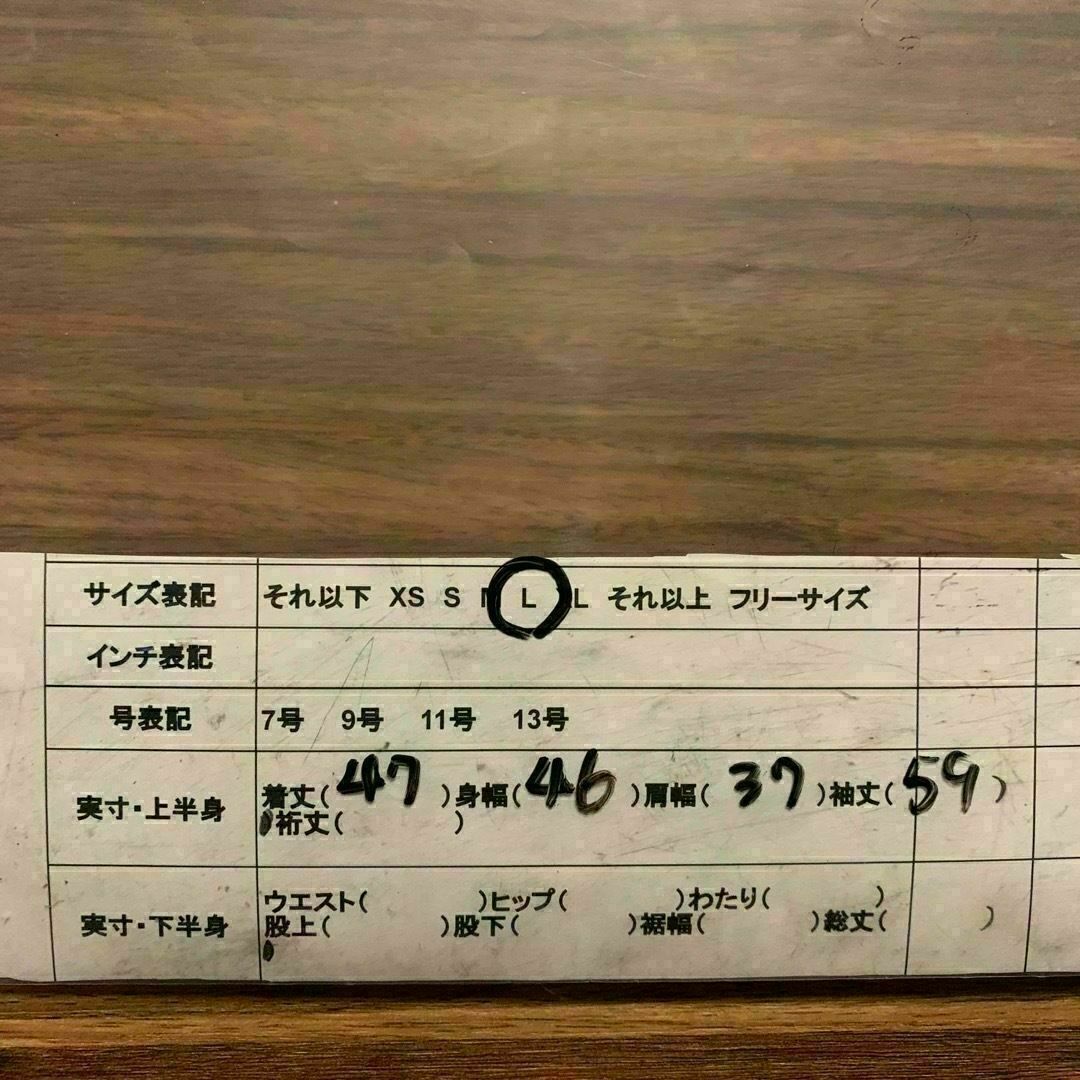 サイズ表記 それ以下 XS S L L それ以上 フリーサイズ
インチ表記
号表記 7号 9号 11号 13号
実寸・上半身 着丈( 47 )身幅( 46 )肩幅( 37 )袖丈( 59 )
裄丈( )
実寸・下半身 ウエスト( )ヒップ( )わたり( )
股上( )股下( )裾幅( )総丈( )